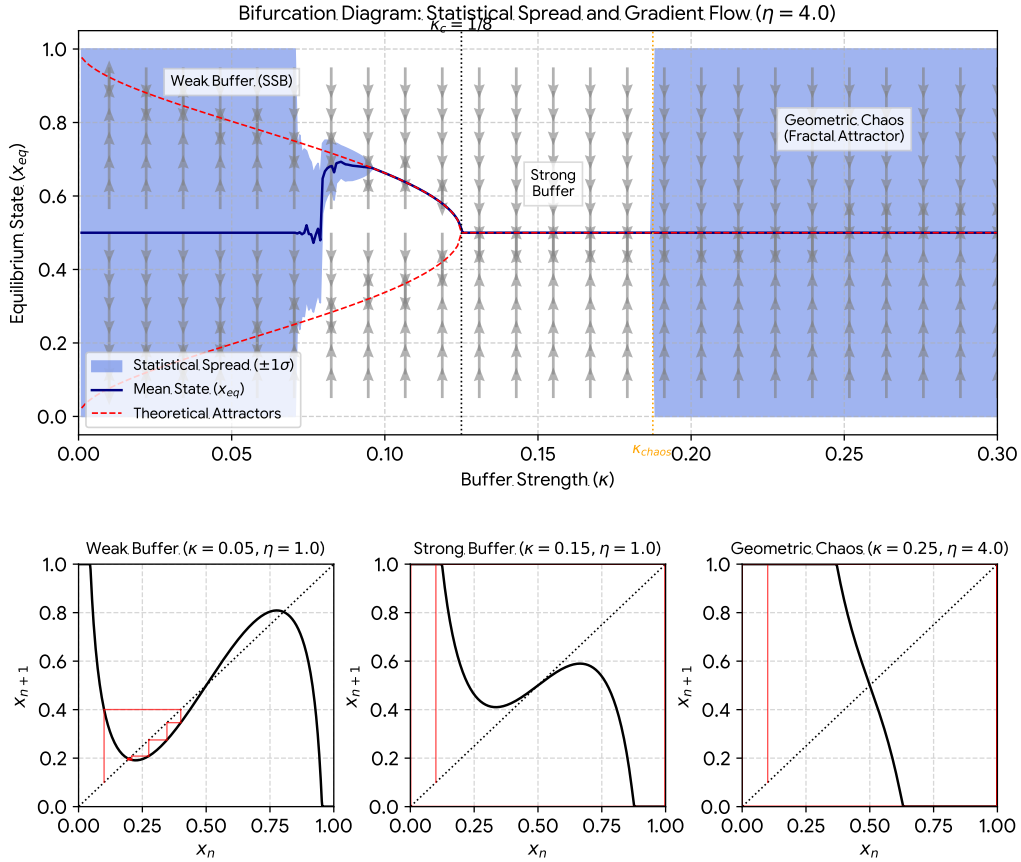 Bifurcation Diagram: Statistical Spread and Gradient Flow (η = 4.0)
κc = 1/8
Equilibrium State (xeq)
1.0
0.8
0.6
0.4
0.2
0.0
Weak Buffer (SSB)
Strong
Buffer
Geometric Chaos
(Fractal Attractor)
Statistical Spread (±1σ)
Mean State (xeq)
Theoretical Attractors
0.00 0.05 0.10 0.15 0.20 0.25 0.30
κchaos
Buffer Strength (κ)
Weak Buffer (κ = 0.05, η = 1.0)
xn+1
1.0
0.8
0.6
0.4
0.2
0.0
0.00 0.25 0.50 0.75 1.00
xn
Strong Buffer (κ = 0.15, η = 1.0)
xn+1
1.0
0.8
0.6
0.4
0.2
0.0
0.00 0.25 0.50 0.75 1.00
xn
Geometric Chaos (κ = 0.25, η = 4.0)
xn+1
1.0
0.8
0.6
0.4
0.2
0.0
0.00 0.25 0.50 0.75 1.00
xn